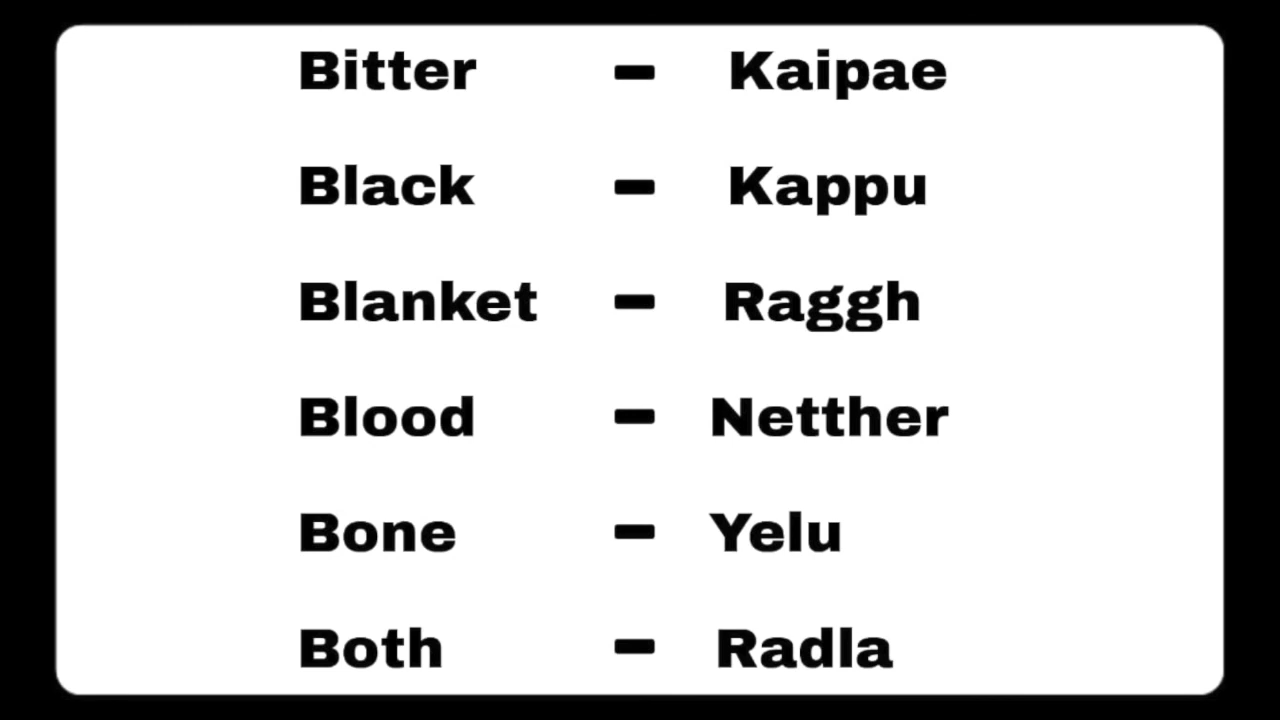 Bitter - Kaipae
Black - Kappu
Blanket - Raggh
Blood - Netther
Bone - Yelu
Both - Radla